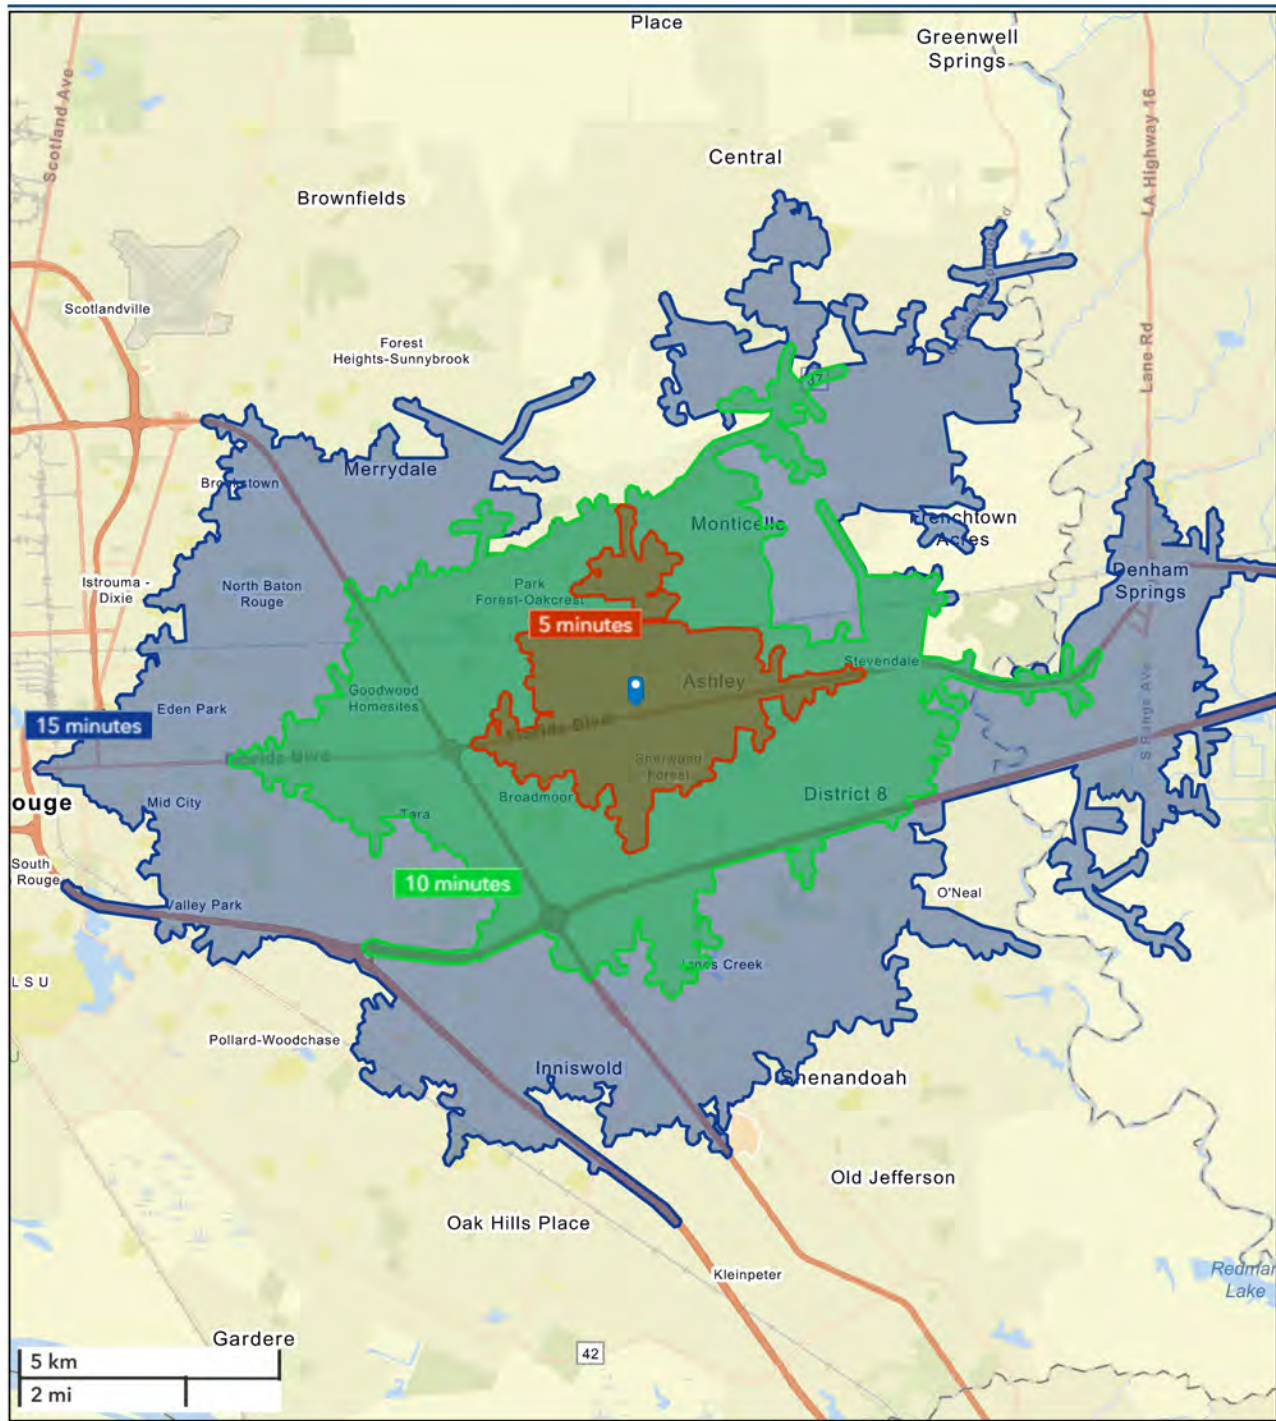 Place
Greenwell
Springs
Scotland Ave
LA Highway 16
Central
Brownfields
Scotlandville
Forest
Heights-Sunnybrook
Lane Rd
37
Merrydale
Brookstown
Monticello
Frenchtown
Acres
Denham
Springs
Istrouma -
Dixie
North Baton
Rouge
Park
Forest-Oakcrest
5 minutes
Stevendale
Ashley
Goodwood
Homesites
Eden Park
15 minutes
Florida Blvd
Florida Blvd
S Range Ave
Sherwood
Forest
Mid City
ouge
Broadmoor
District 8
Tara
South
Rouge
10 minutes
O'Neal
Valley Park
Jones Creek
L S U
Pollard-Woodchase
Inniswold
Shenandoah
Old Jefferson
Oak Hills Place
Kleinpeter
Redmar
Lake
Gardere
42
5 km
2 mi